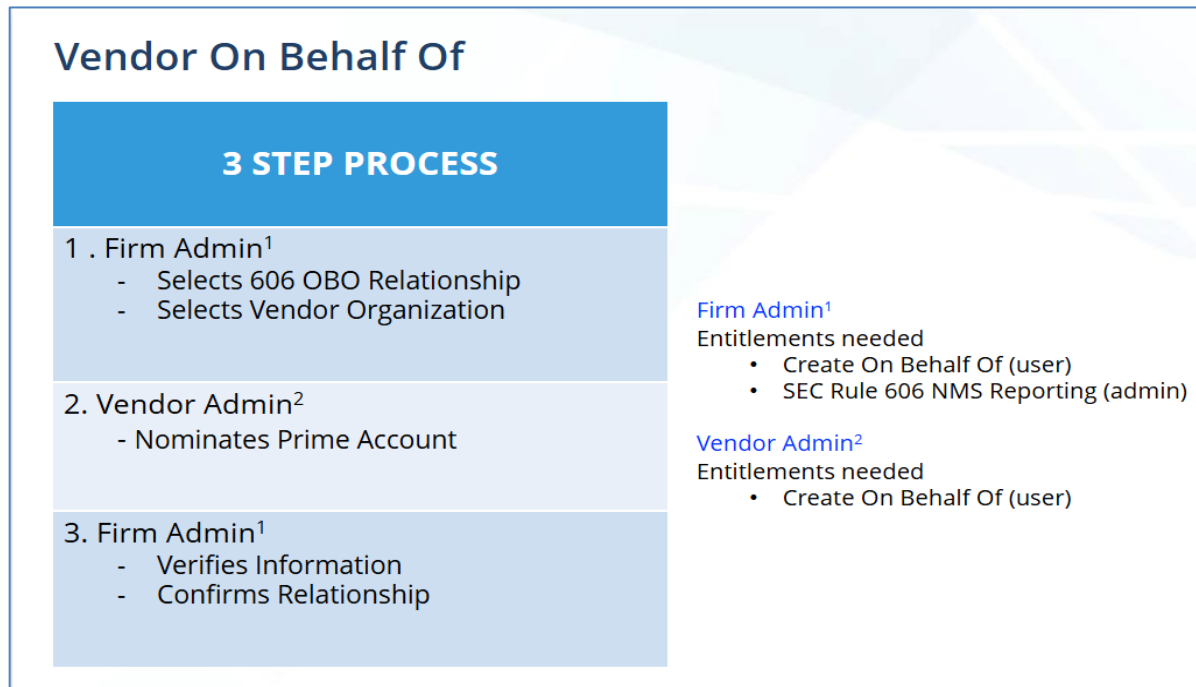 Vendor On Behalf Of
3 STEP PROCESS
1 . Firm Admin¹
- Selects 606 OBO Relationship
- Selects Vendor Organization
2. Vendor Admin²
- Nominates Prime Account
3. Firm Admin¹
- Verifies Information
- Confirms Relationship
Firm Admin¹
Entitlements needed
• Create On Behalf Of (user)
• SEC Rule 606 NMS Reporting (admin)
Vendor Admin²
Entitlements needed
• Create On Behalf Of (user)